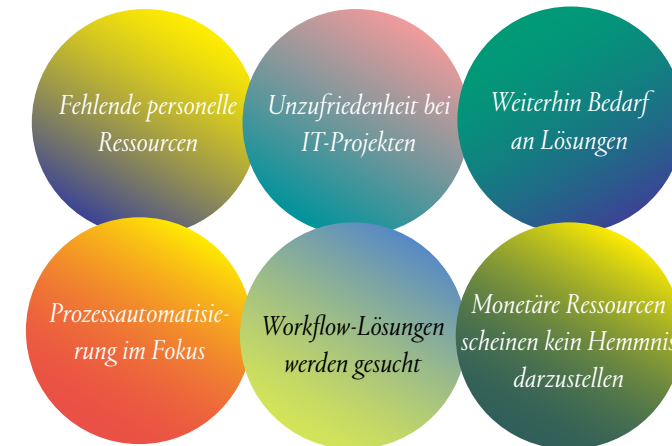 Fehlende personelle
Ressourcen
Unzufriedenheit bei
IT-Projekten
Weiterhin Bedarf
an Lösungen
Prozessautomatisie-
rung im Fokus
Workflow-Lösungen
werden gesucht
Monetäre Ressourcen
scheinen kein Hemmnis
darzustellen